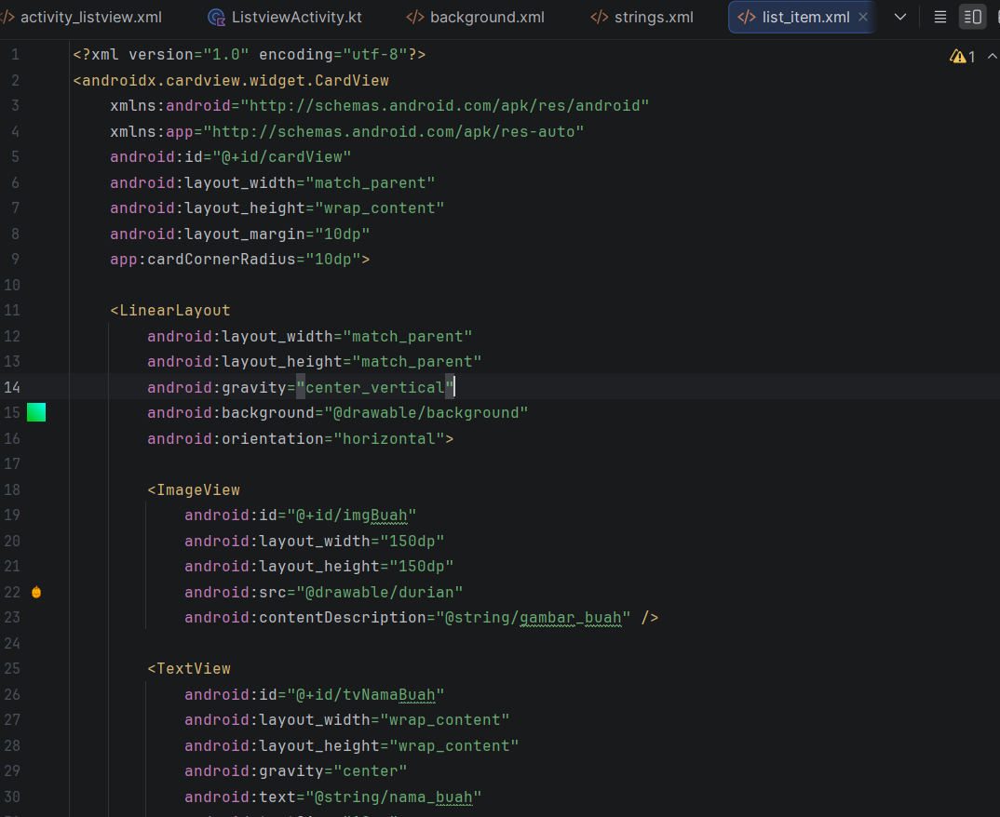 activity_listview.xml ListviewActivity.kt background.xml strings.xml list_item.xml
1 <?xml version="1.0" encoding="utf-8"?> 1
2 <androidx.cardview.widget.CardView
3 xmlns:android="http://schemas.android.com/apk/res/android"
4 xmlns:app="http://schemas.android.com/apk/res-auto"
5 android:id="@+id/cardView"
6 android:layout_width="match_parent"
7 android:layout_height="wrap_content"
8 android:layout_margin="10dp"
9 app:cardCornerRadius="10dp">
10
11 <LinearLayout
12 android:layout_width="match_parent"
13 android:layout_height="match_parent"
14 android:gravity="center_vertical"
15 android:background="@drawable/background"
16 android:orientation="horizontal">
17
18 <ImageView
19 android:id="@+id/imgBuah"
20 android:layout_width="150dp"
21 android:layout_height="150dp"
22 android:src="@drawable/durian"
23 android:contentDescription="@string/gambar_buah" />
24
25 <TextView
26 android:id="@+id/tvNamaBuah"
27 android:layout_width="wrap_content"
28 android:layout_height="wrap_content"
29 android:gravity="center"
30 android:text="@string/nama_buah"